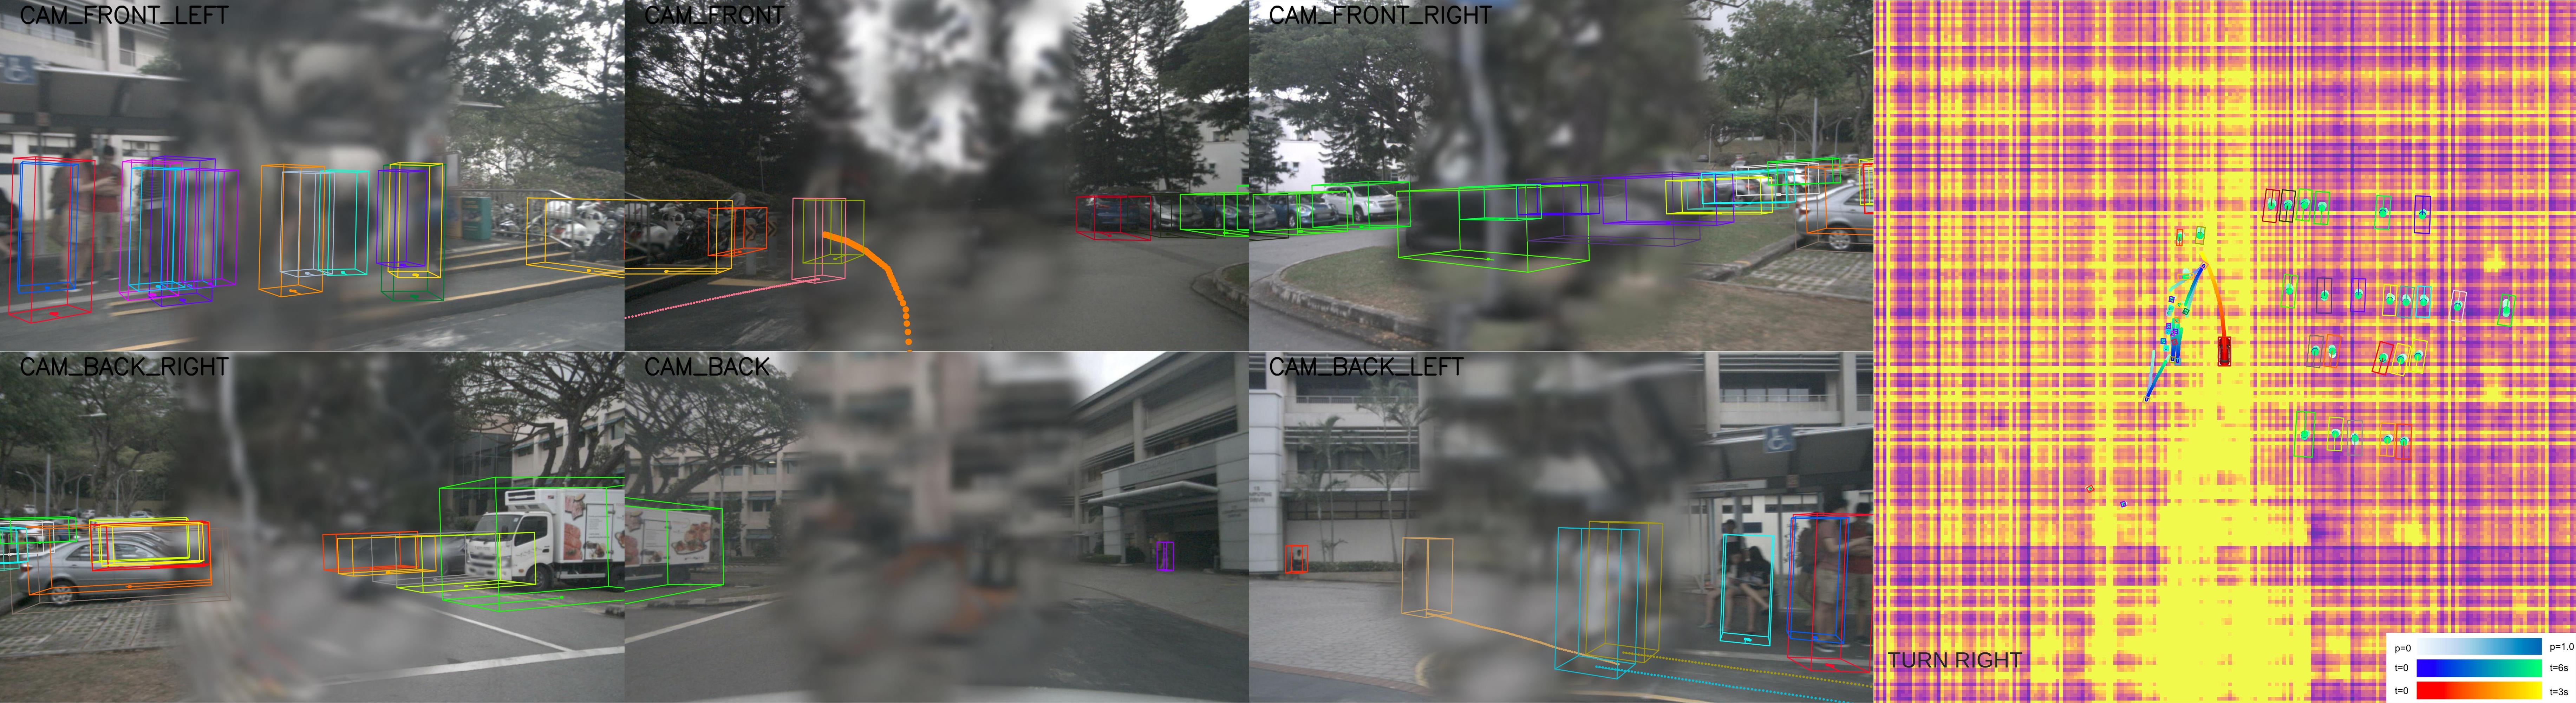 CAM_FRONT_LEFT
CAM_FRONT
CAM_FRONT_RIGHT
CAM_BACK_RIGHT
CAM_BACK
CAM_BACK_LEFT
TURN RIGHT
p=0
p=1.0
t=0
t=6s
t=0
t=3s